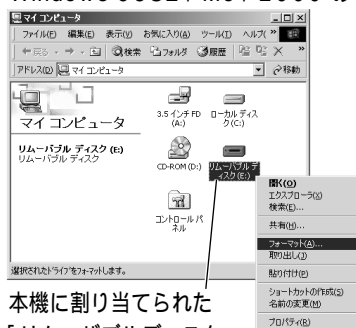 マイ コンピュータ
ファイル(F) 編集(E) 表示(V) お気に入り(A) ツール(T) ヘルプ(
戻る 検索 フォルダ 履歴
アドレス(D) マイ コンピュータ 移動
マイ コンピュータ
リムーバブル ディスク (E:)
リムーバブル ディスク
3.5 インチ FD (A:)
ローカル ディスク (C:)
CD-ROM (D:)
リムーバブル ディスク (E:)
コントロール パネル
開く(O)
エクスプローラ(X)
検索(E)...
共有(H)...
フォーマット(A)...
取り出し(J)
貼り付け(P)
ショートカットの作成(S)
名前の変更(M)
プロパティ(R)
選択されたドライブをフォーマットします。
本機に割り当てられた